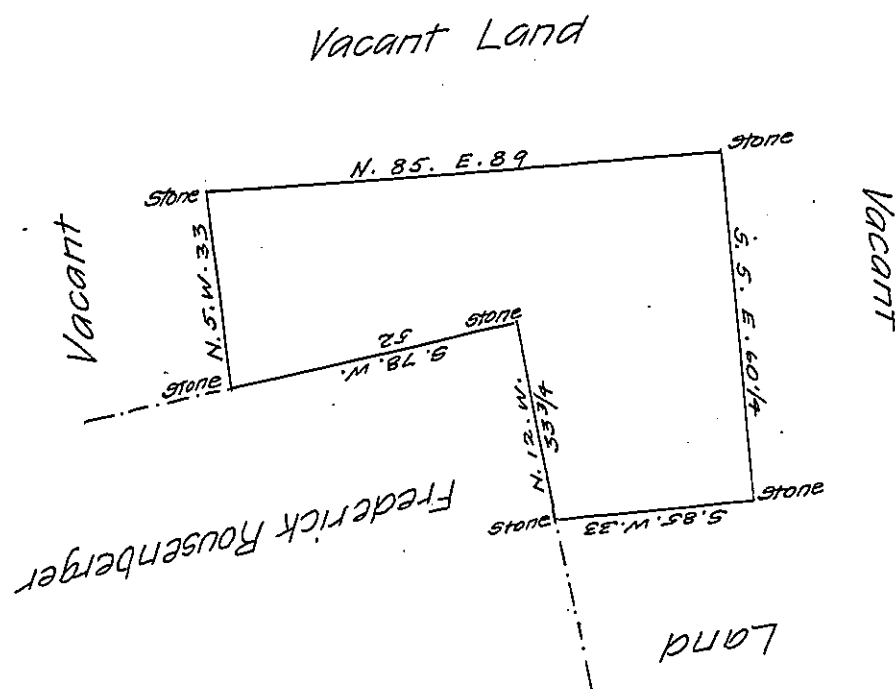 Vacant Land
Stone
N. 85. E. 89
Stone
Vacant
N. 5. W. 33
Vacant
S. 5. E. 60 1/4
Stone
S. 78. W.
52
Stone
N. 12. W.
33 3/4
Stone
Stone
S. 85. W. 33
Frederick Rousenberger
Land